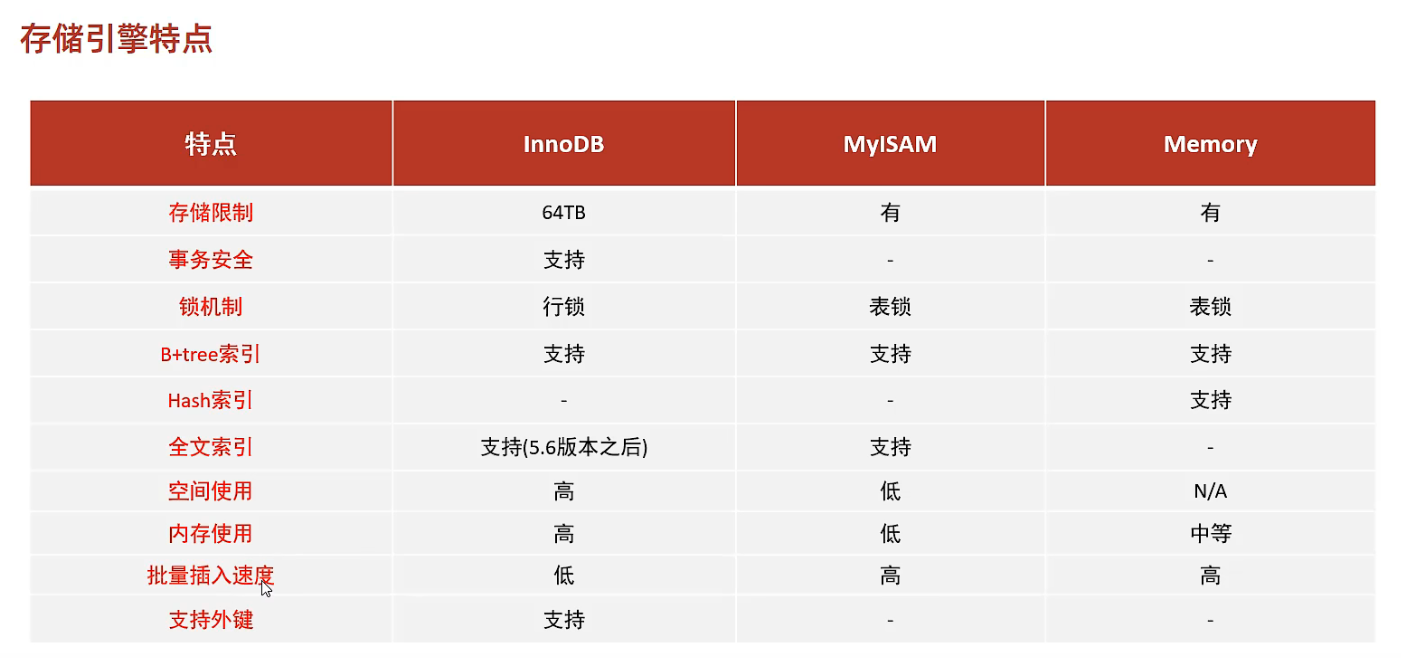 存储引擎特点
特点 InnoDB MyISAM Memory
存储限制 64TB 有 有
事务安全 支持 - -
锁机制 行锁 表锁 表锁
B+tree索引 支持 支持 支持
Hash索引 - - 支持
全文索引 支持(5.6版本之后) 支持 -
空间使用 高 低 N/A
内存使用 高 低 中等
批量插入速度 低 高 高
支持外键 支持 - -